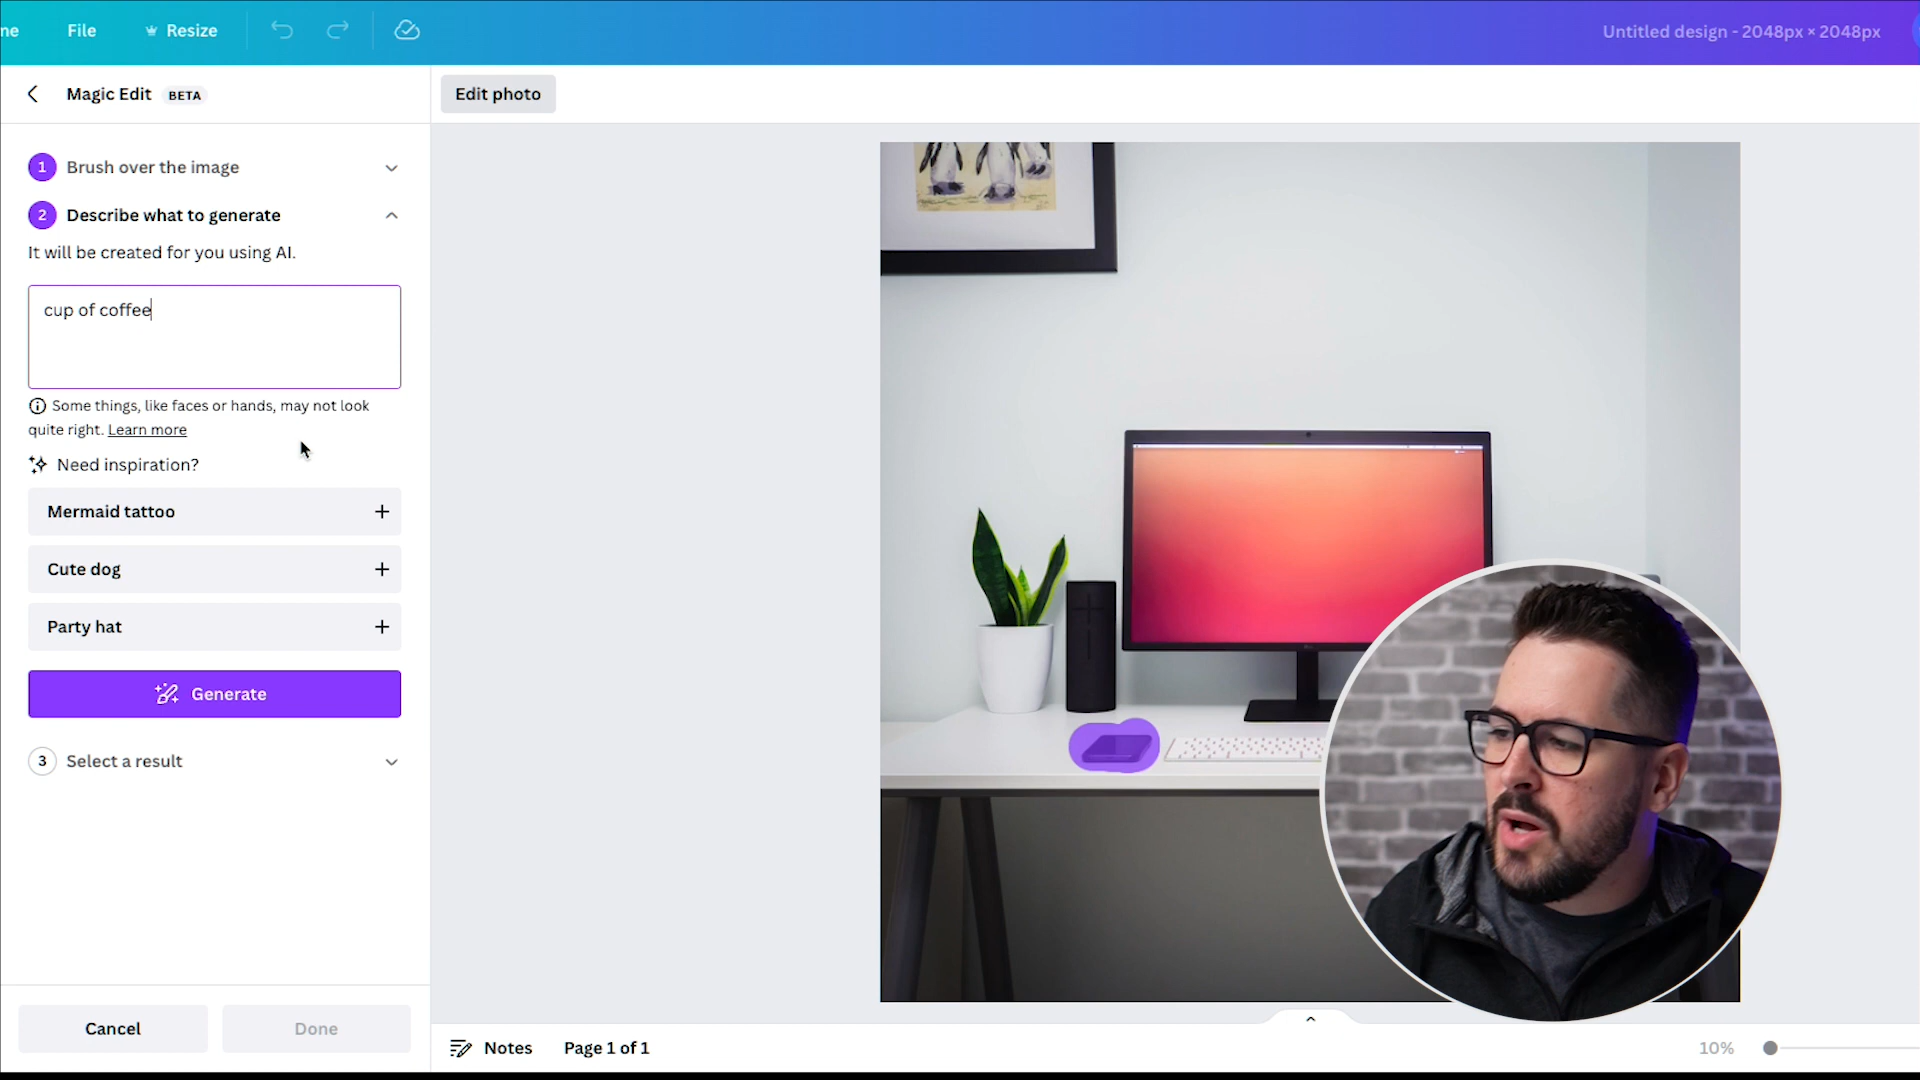 me File Resize
Untitled design - 2048px × 2048px
Magic Edit BETA
Edit photo
1 Brush over the image
2 Describe what to generate
It will be created for you using AI.
cup of coffee
Some things, like faces or hands, may not look
quite right. Learn more
Need inspiration?
Mermaid tattoo
Cute dog
Party hat
Generate
3 Select a result
Cancel Done
Notes Page 1 of 1
10%